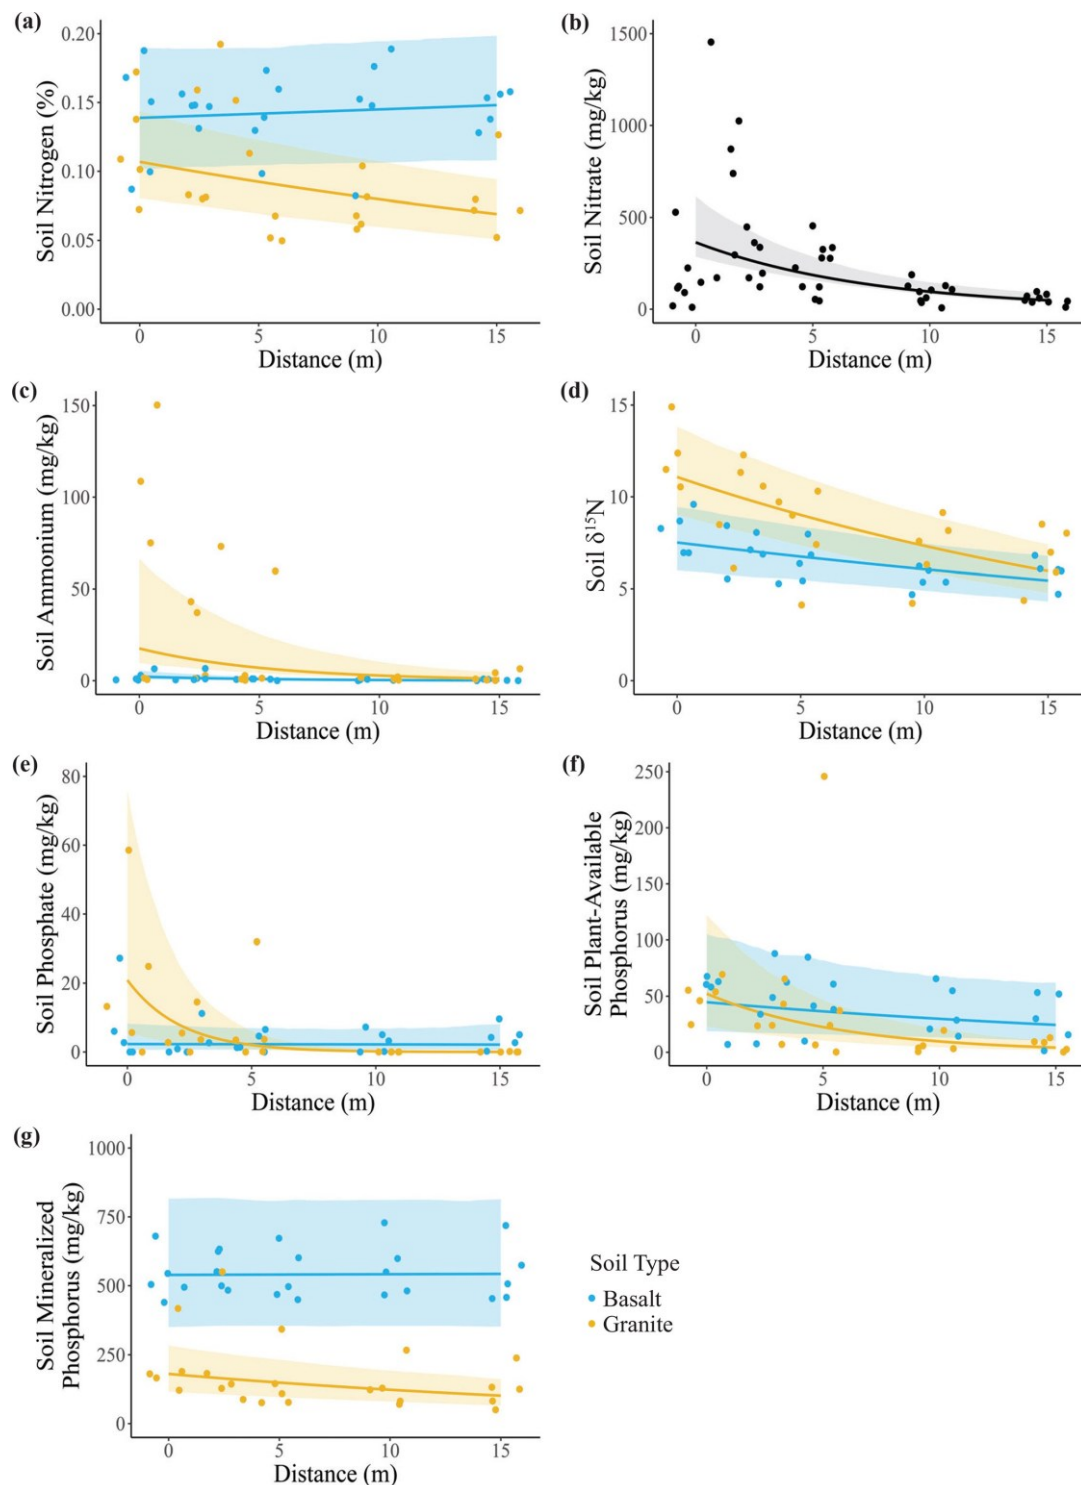 (a)
Soil Nitrogen (%)
0.20
0.15
0.10
0.05
0.00
0 5 10 15
Distance (m)
(b)
Soil Nitrate (mg/kg)
1500
1000
500
0
0 5 10 15
Distance (m)
(c)
Soil Ammonium (mg/kg)
150
100
50
0
0 5 10 15
Distance (m)
(d)
Soil δ¹⁵N
15
10
5
0
0 5 10 15
Distance (m)
(e)
Soil Phosphate (mg/kg)
80
60
40
20
0
0 5 10 15
Distance (m)
(f)
Soil Plant-Available
Phosphorus (mg/kg)
250
200
150
100
50
0
0 5 10 15
Distance (m)
(g)
Soil Mineralized
Phosphorus (mg/kg)
1000
750
500
250
0
0 5 10 15
Distance (m)
Soil Type
Basalt
Granite